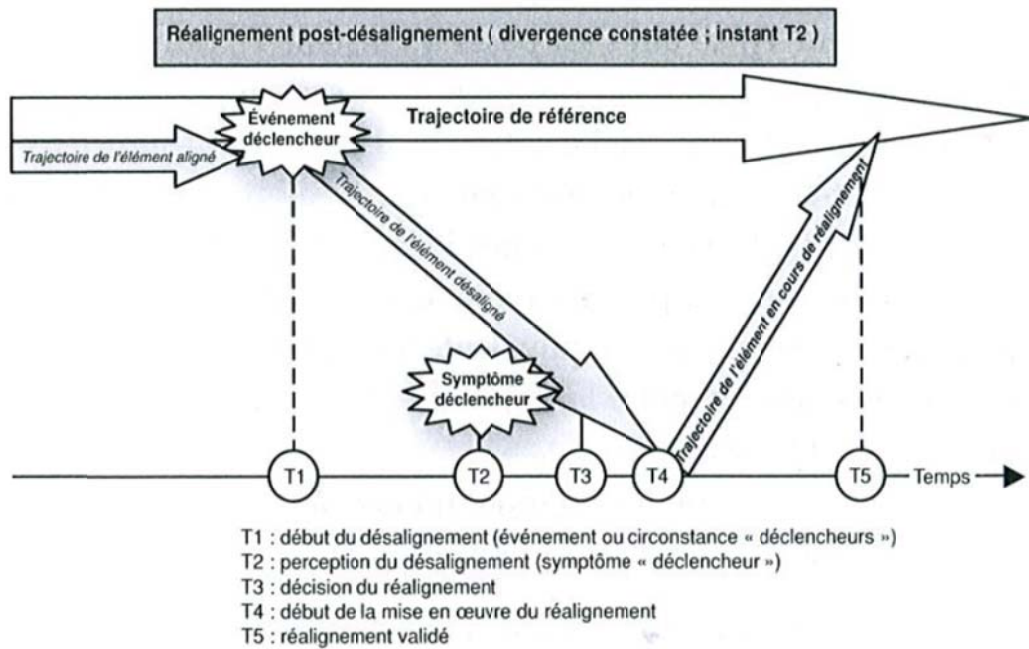 Réalignement post-désalignement ( divergence constatée ; instant T2 )
Événement
déclencheur
Trajectoire de référence
Trajectoire de l'élément aligné
Trajectoire de l'élément désaligné
Trajectoire de l'élément en cours de réalignement
Symptôme
déclencheur
T1
T2
T3
T4
T5
Temps
T1 : début du désalignement (événement ou circonstance « déclencheurs »)
T2 : perception du désalignement (symptôme « déclencheur »)
T3 : décision du réalignement
T4 : début de la mise en œuvre du réalignement
T5 : réalignement validé